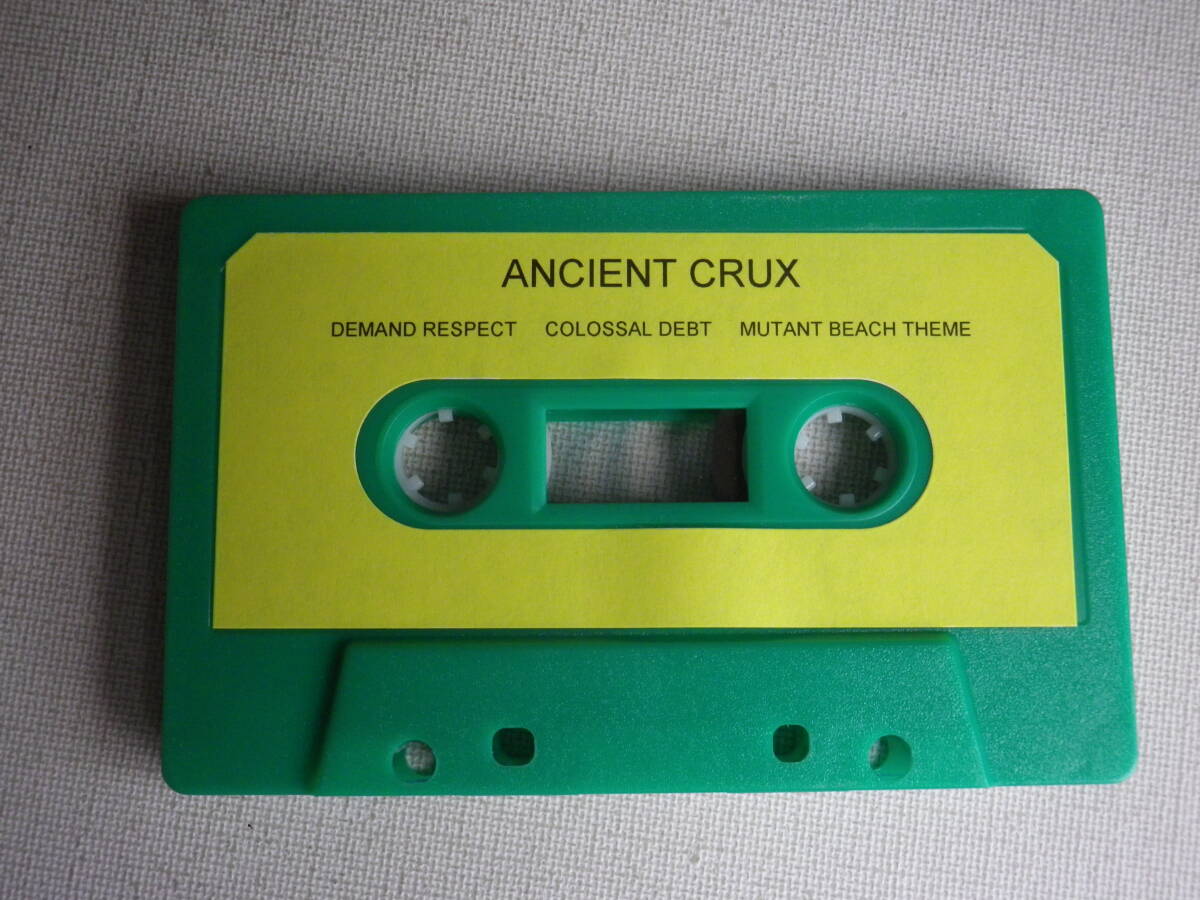 ANCIENT CRUX
DEMAND RESPECT COLOSSAL DEBT MUTANT BEACH THEME